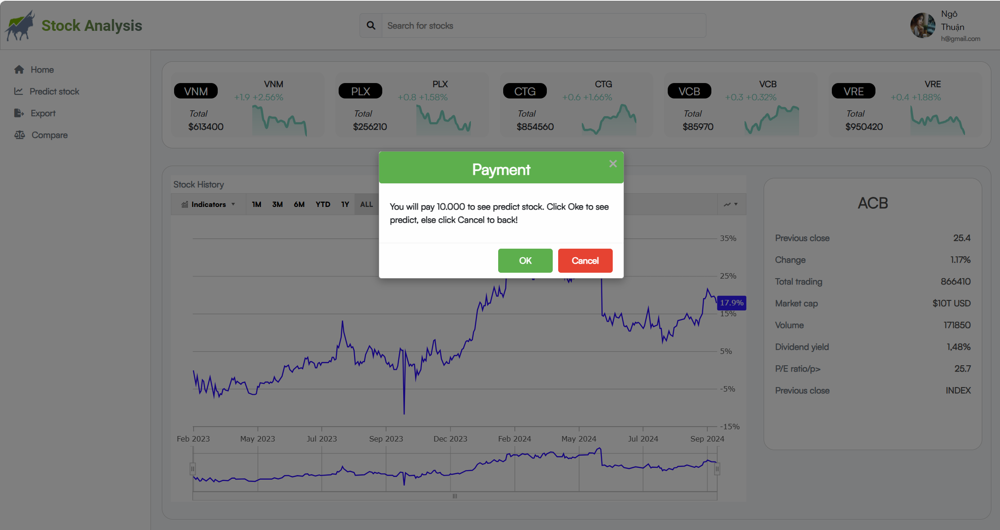 Stock Analysis
Search for stocks
Ngô
Thuận
h@gmail.com
Home
Predict stock
Export
Compare
VNM
VNM
+1.9 +2.56%
Total
$613400
PLX
PLX
+0.8 +1.58%
Total
$256210
CTG
CTG
+0.6 +1.66%
Total
$854560
VCB
VCB
+0.3 +0.32%
Total
$85970
VRE
VRE
+0.4 +1.88%
Total
$950420
Payment
You will pay 10.000 to see predict stock. Click Oke to see
predict, else click Cancel to back!
OK Cancel
Stock History
Indicators 1M 3M 6M YTD 1Y ALL
35%
25%
17.9%
15%
5%
-5%
-15%
Feb 2023 May 2023 Jul 2023 Sep 2023 Dec 2023 Feb 2024 May 2024 Jul 2024 Sep 2024
ACB
Previous close 25.4
Change 1.17%
Total trading 866410
Market cap $10T USD
Volume 171850
Dividend yield 1,48%
P/E ratio/p> 25.7
Previous close INDEX